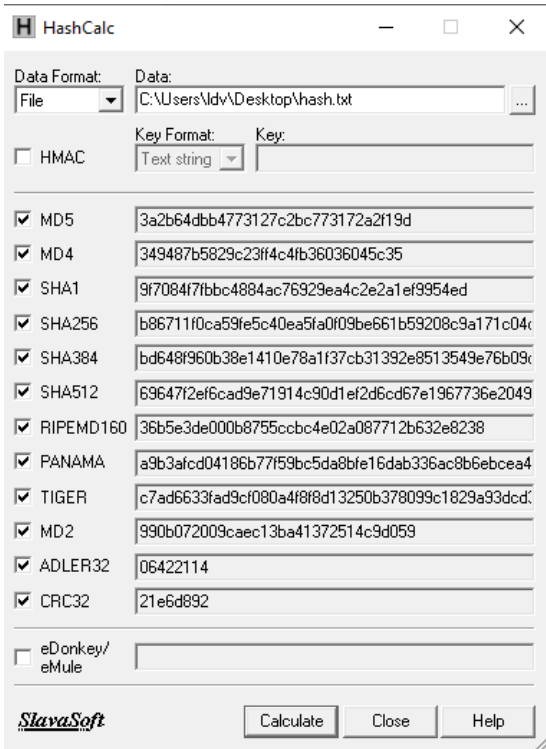 H HashCalc
Data Format: Data:
File C:\Users\ldv\Desktop\hash.txt ...
Key Format: Key:
HMAC Text string
MD5 3a2b64dbb4773127c2bc773172a2f19d
MD4 349487b5829c23ff4c4fb36036045c35
SHA1 9f7084f7fbbc4884ac76929ea4c2e2a1ef9954ed
SHA256 b86711f0ca59fe5c40ea5fa0f09be661b59208c9a171c04
SHA384 bd648f960b38e1410e78a1f37cb31392e8513549e76b09
SHA512 69647f2ef6cad9e71914c90d1ef2d6cd67e1967736e2049
RIPEMD160 36b5e3de000b8755ccbc4e02a087712b632e8238
PANAMA a9b3afcd04186b77f59bc5da8bfe16dab336ac8b6ebcea4
TIGER c7ad6633fad9cf080a4f8f8d13250b378099c1829a93dcd
MD2 990b072009caec13ba41372514c9d059
ADLER32 06422114
CRC32 21e6d892
eDonkey/
eMule
SlavaSoft Calculate Close Help